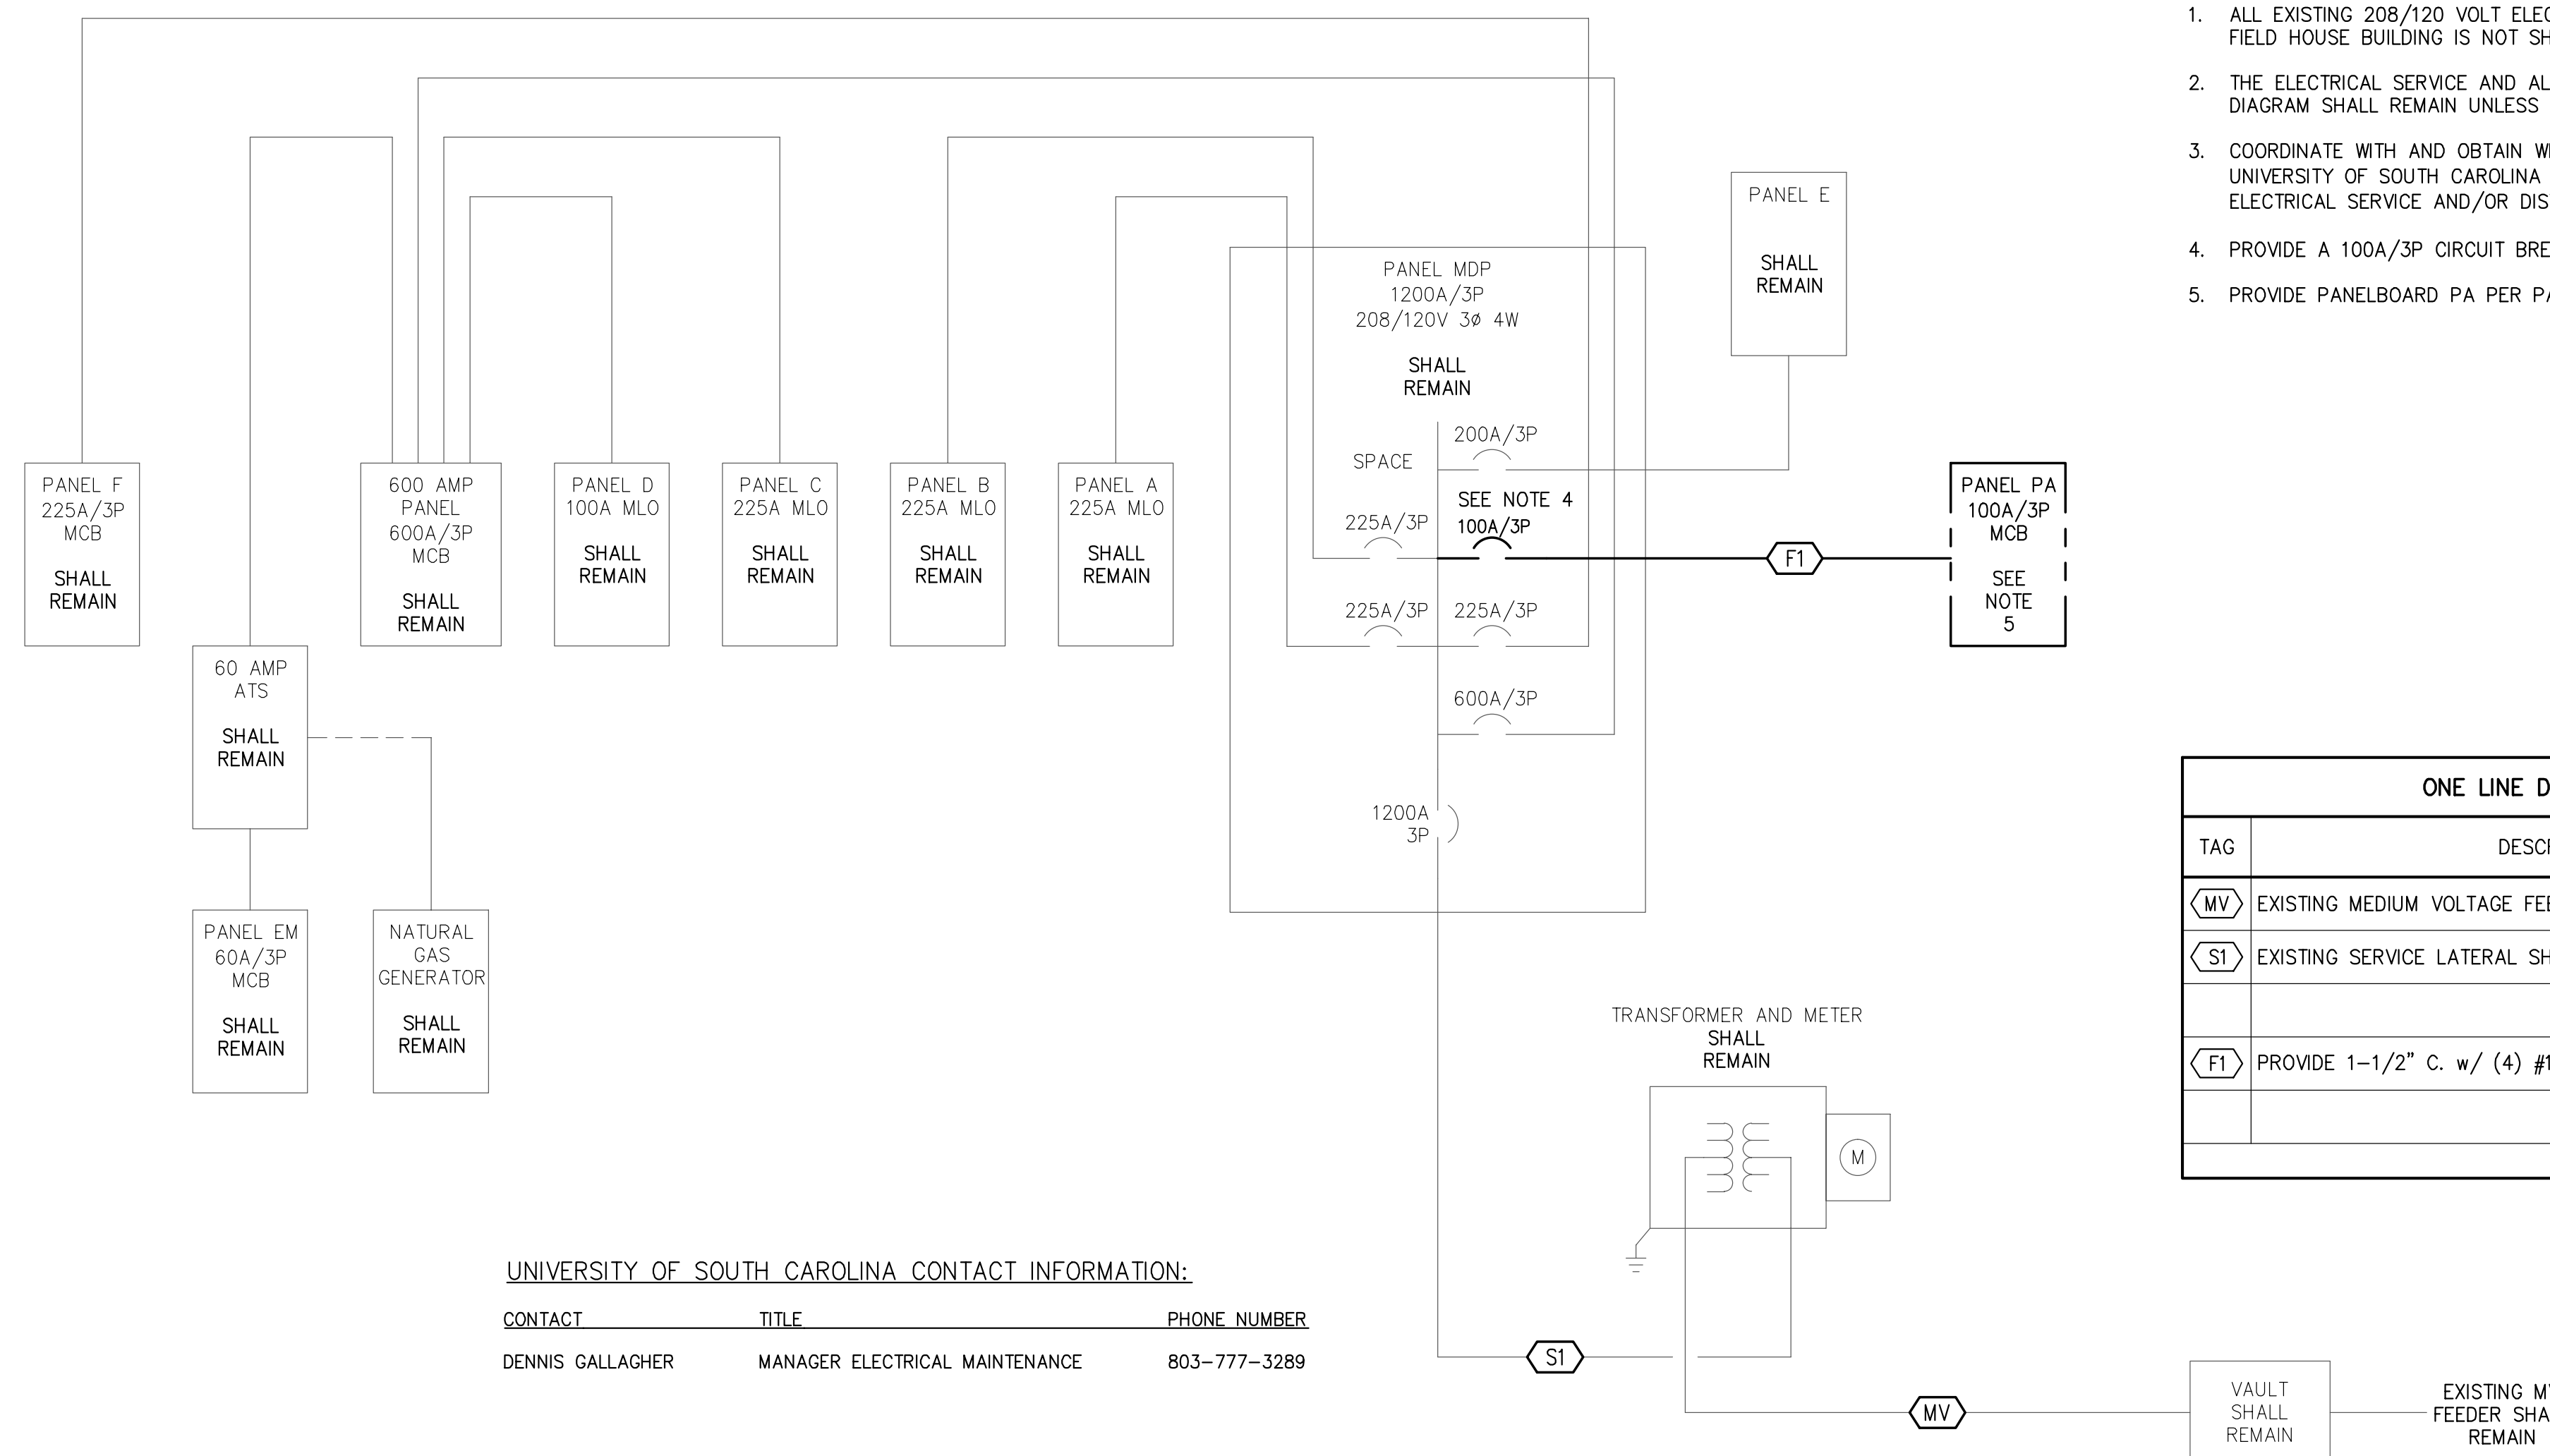 1. ALL EXISTING 208/120 VOLT
FIELD HOUSE BUILDING IS NOT
2. THE ELECTRICAL SERVICE AND
DIAGRAM SHALL REMAIN UNLESS
3. COORDINATE WITH AND OBTAIN
UNIVERSITY OF SOUTH CAROLINA
ELECTRICAL SERVICE AND/OR
4. PROVIDE A 100A/3P CIRCUIT
5. PROVIDE PANELBOARD PA PER
PANEL E
SHALL
REMAIN
PANEL MDP
1200A/3P
208/120V 3ø 4W
SHALL
REMAIN
200A/3P
SPACE
SEE NOTE 4
100A/3P
225A/3P
F1
225A/3P
225A/3P
600A/3P
1200A
3P
PANEL PA
100A/3P
MCB
SEE
NOTE
5
PANEL F
225A/3P
MCB
SHALL
REMAIN
600 AMP
PANEL
600A/3P
MCB
SHALL
REMAIN
PANEL D
100A MLO
SHALL
REMAIN
PANEL C
225A MLO
SHALL
REMAIN
PANEL B
225A MLO
SHALL
REMAIN
PANEL A
225A MLO
SHALL
REMAIN
60 AMP
ATS
SHALL
REMAIN
PANEL EM
60A/3P
MCB
SHALL
REMAIN
NATURAL
GAS
GENERATOR
SHALL
REMAIN
ONE LINE
TAG
MV EXISTING MEDIUM VOLTAGE
S1 EXISTING SERVICE LATERAL
F1 PROVIDE 1-1/2" C. w/ (4)
TRANSFORMER AND METER
SHALL
REMAIN
M
S1
MV
VAULT
SHALL
REMAIN
EXISTING
FEEDER
REMAIN
UNIVERSITY OF SOUTH CAROLINA CONTACT INFORMATION:
CONTACT TITLE PHONE NUMBER
DENNIS GALLAGHER MANAGER ELECTRICAL MAINTENANCE 803-777-3289